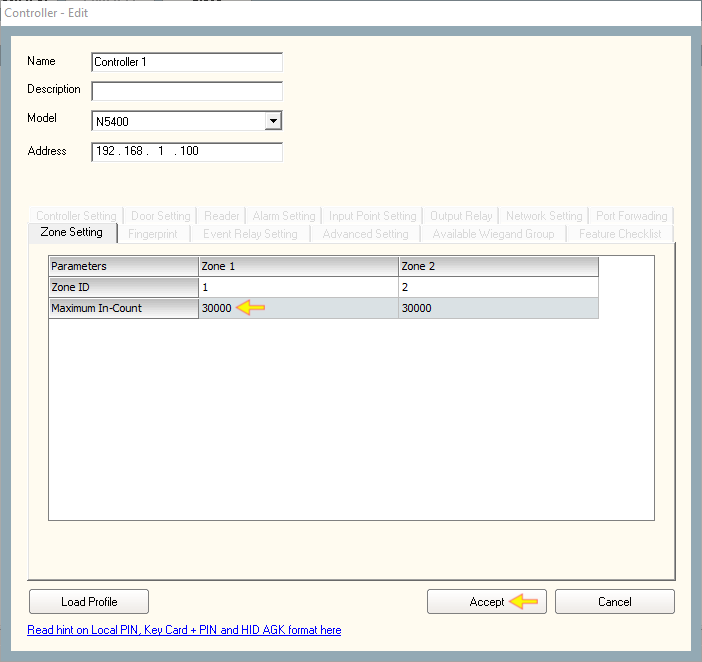 Controller - Edit
Name Controller 1
Description
Model N5400
Address 192 . 168 . 1 . 100
Controller Setting Door Setting Reader Alarm Setting Input Point Setting Output Relay Network Setting Port Forwading
Zone Setting Fingerprint Event Relay Setting Advanced Setting Available Wiegand Group Feature Checklist
Parameters Zone 1 Zone 2
Zone ID 1 2
Maximum In-Count 30000 30000
Load Profile Accept Cancel
Read hint on Local PIN, Key Card + PIN and HID AGK format here